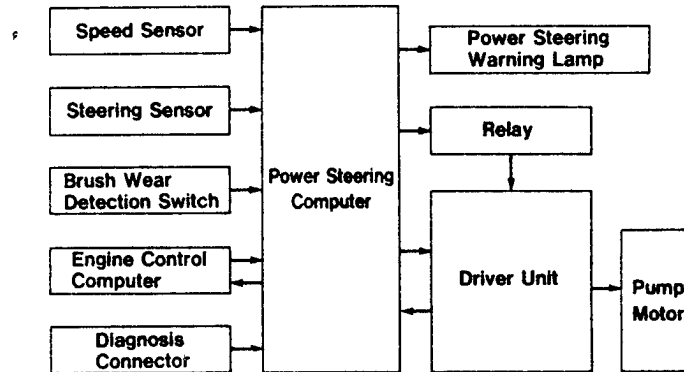 Speed Sensor
Steering Sensor
Brush Wear
Detection Switch
Engine Control
Computer
Diagnosis
Connector
Power Steering
Computer
Power Steering
Warning Lamp
Relay
Driver Unit
Pump
Motor